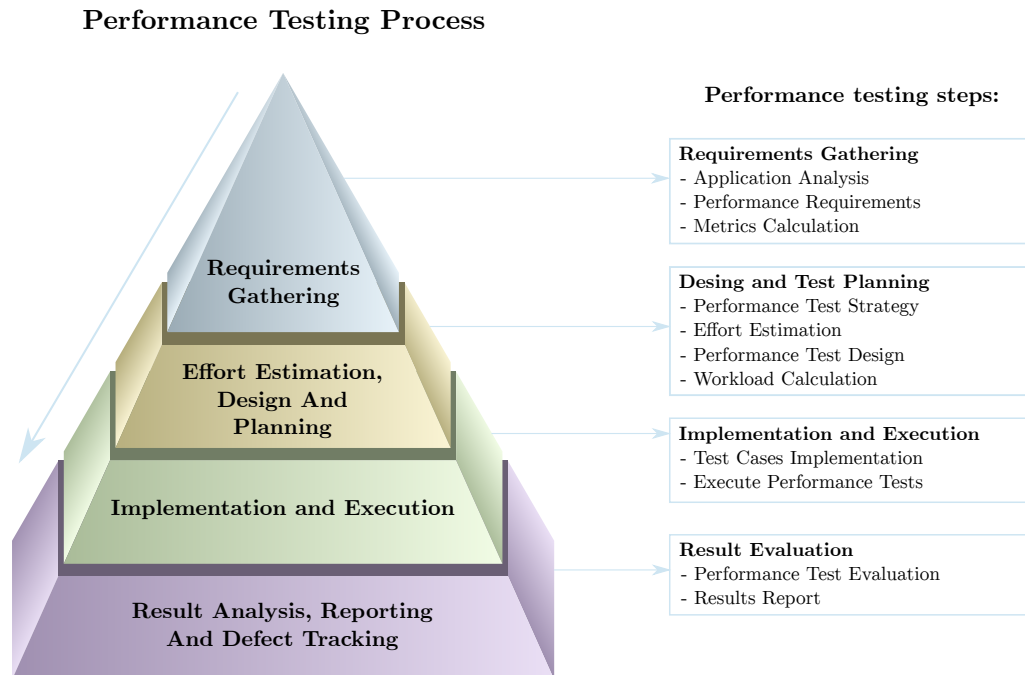 Performance Testing Process
Requirements
Gathering
Effort Estimation,
Design And
Planning
Implementation and Execution
Result Analysis, Reporting
And Defect Tracking
Performance testing steps:
Requirements Gathering
- Application Analysis
- Performance Requirements
- Metrics Calculation
Desing and Test Planning
- Performance Test Strategy
- Effort Estimation
- Performance Test Design
- Workload Calculation
Implementation and Execution
- Test Cases Implementation
- Execute Performance Tests
Result Evaluation
- Performance Test Evaluation
- Results Report